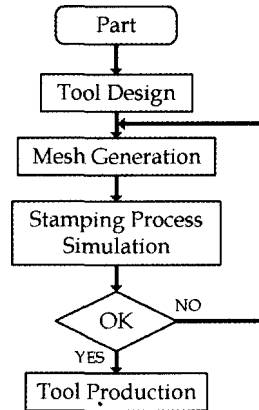 Part
Tool Design
Mesh Generation
Stamping Process
Simulation
OK
NO
YES
Tool Production